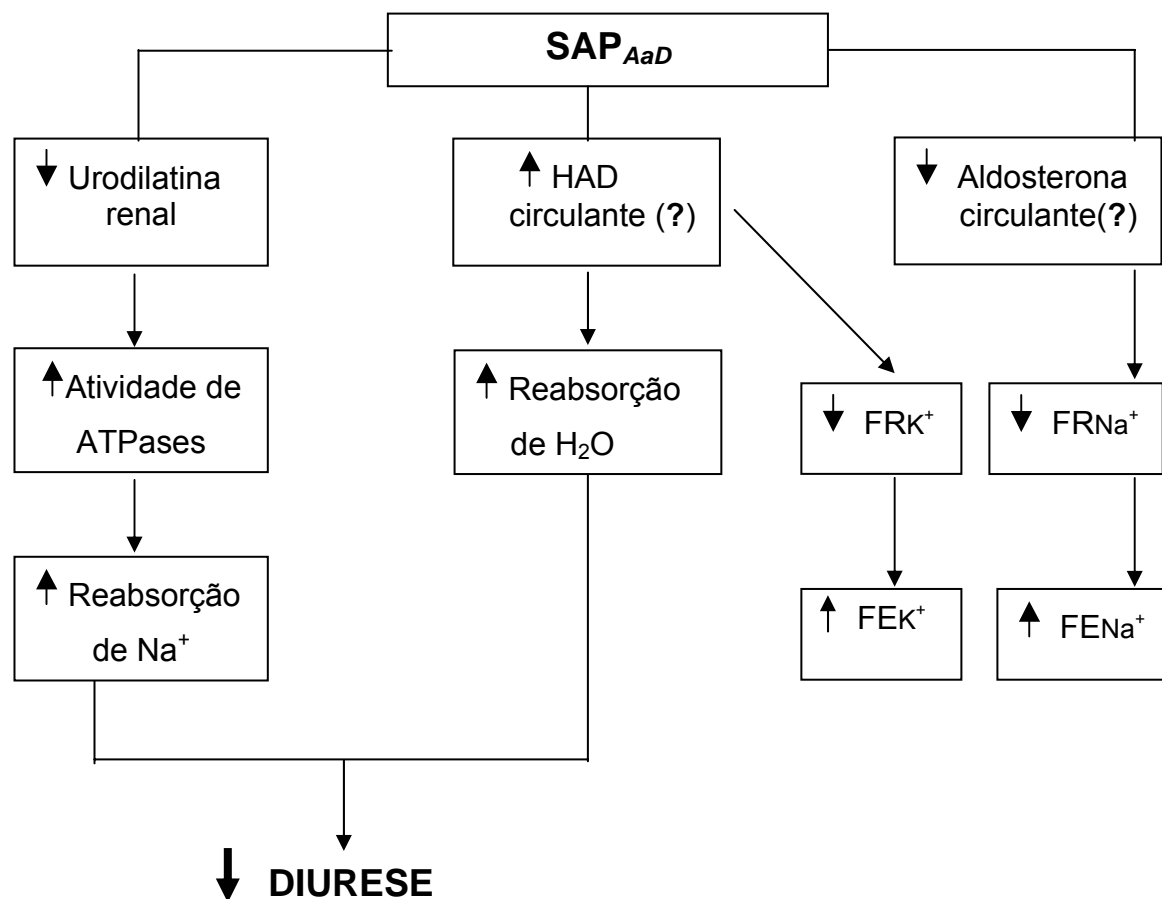 SAPAaD
↓ Urodilatina
renal
↑ HAD
circulante (?)
↓ Aldosterona
circulante(?)
↑Atividade de
ATPases
↑ Reabsorção
de H₂O
↓ FRK⁺
↓ FRNa⁺
↑ Reabsorção
de Na⁺
↑ FEK⁺
↑ FENa⁺
↓ DIURESE